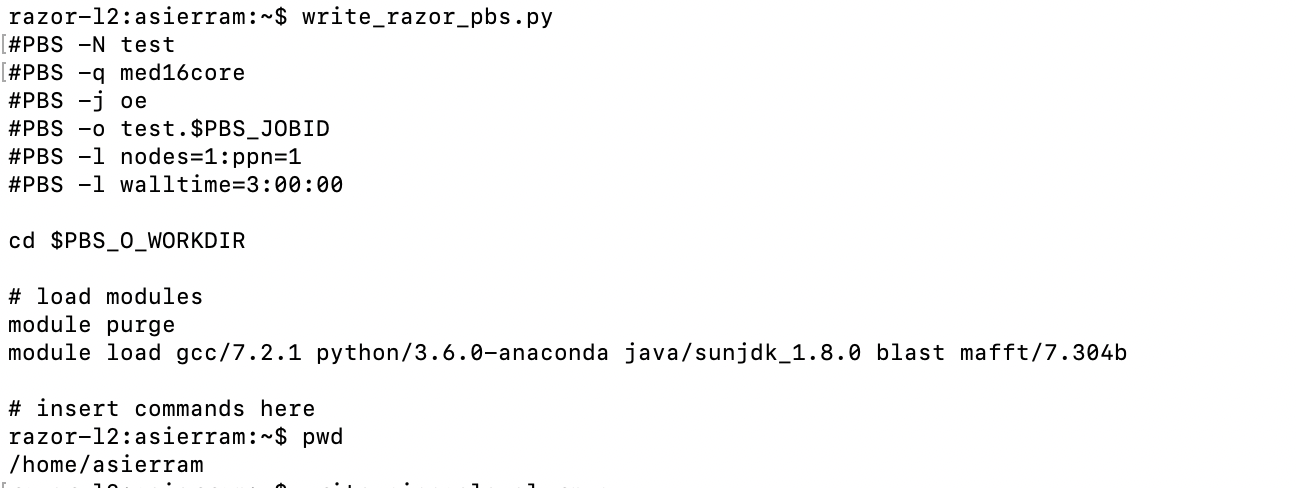 razor-l2:asierram:~$ write_razor_pbs.py
[#PBS -N test
[#PBS -q med16core
#PBS -j oe
#PBS -o test.$PBS_JOBID
#PBS -l nodes=1:ppn=1
#PBS -l walltime=3:00:00
cd $PBS_O_WORKDIR
# load modules
module purge
module load gcc/7.2.1 python/3.6.0-anaconda java/sunjdk_1.8.0 blast mafft/7.304b
# insert commands here
razor-l2:asierram:~$ pwd
/home/asierram